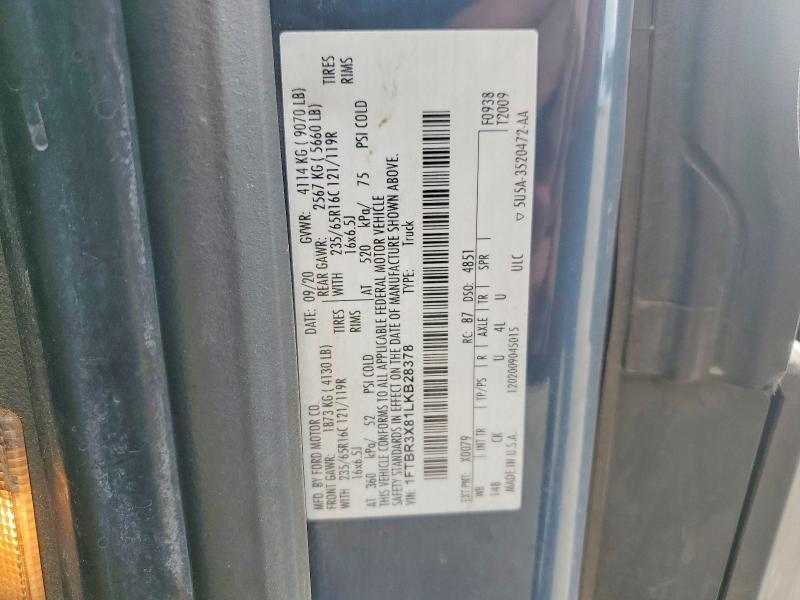 MFD. BY FORD MOTOR CO.
DATE: 09/20 GVWR: 4114 KG ( 9070 LB)
FRONT GAWR: 1873 KG ( 4130 LB) REAR GAWR: 2567 KG ( 5660 LB)
WITH 235/65R16C 121/119R TIRES WITH 235/65R16C 121/119R TIRES
16x6.5J RIMS 16x6.5J RIMS
AT 360 kPa/ 52 PSI COLD AT 520 kPa/ 75 PSI COLD
THIS VEHICLE CONFORMS TO ALL APPLICABLE FEDERAL MOTOR VEHICLE
SAFETY STANDARDS IN EFFECT ON THE DATE OF MANUFACTURE SHOWN ABOVE.
VIN: 1FTBR3X81LKB28378 TYPE: Truck
F0938
T2009
EXT PNT: X0079 RC: 87 DSO: 4851
WB INT TR TP/PS R AXLE TR SPR
148 CK U 4L U ULC ▽ 5U5A-3520472-AA
MADE IN U.S.A. 1202009045015